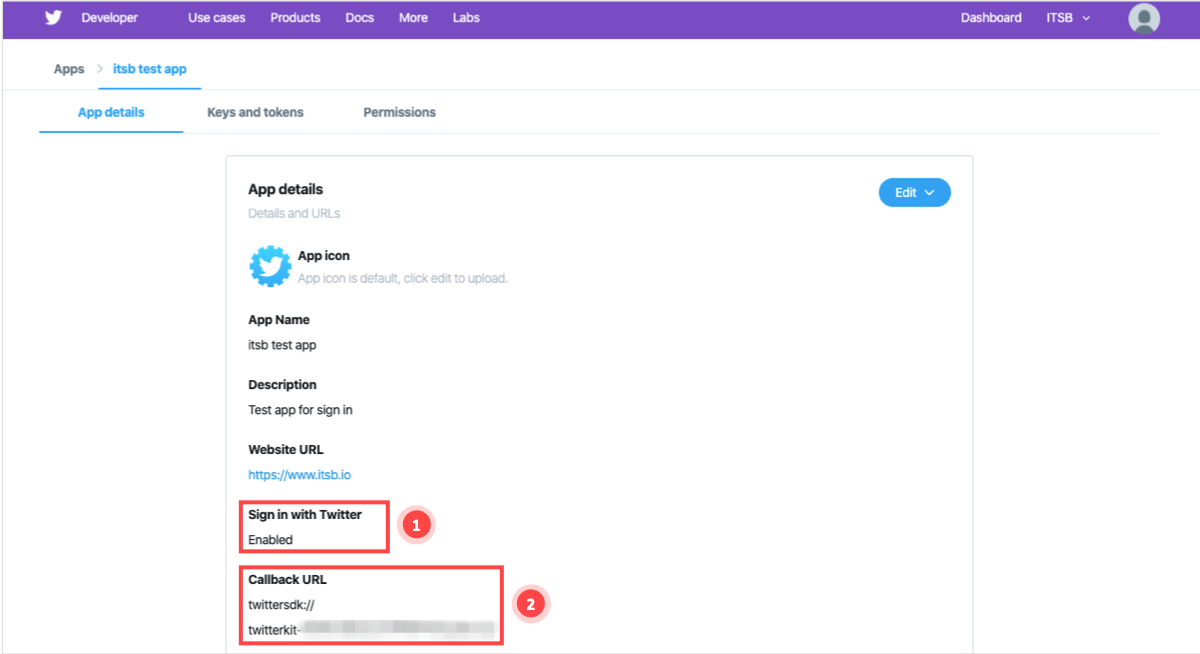 Developer Use cases Products Docs More Labs Dashboard ITSB
Apps > itsb test app
App details Keys and tokens Permissions
App details
Edit
Details and URLs
App icon
App icon is default, click edit to upload.
App Name
itsb test app
Description
Test app for sign in
Website URL
https://www.itsb.io
Sign in with Twitter
1
Enabled
Callback URL
twittersdk://
2
twitterkit-